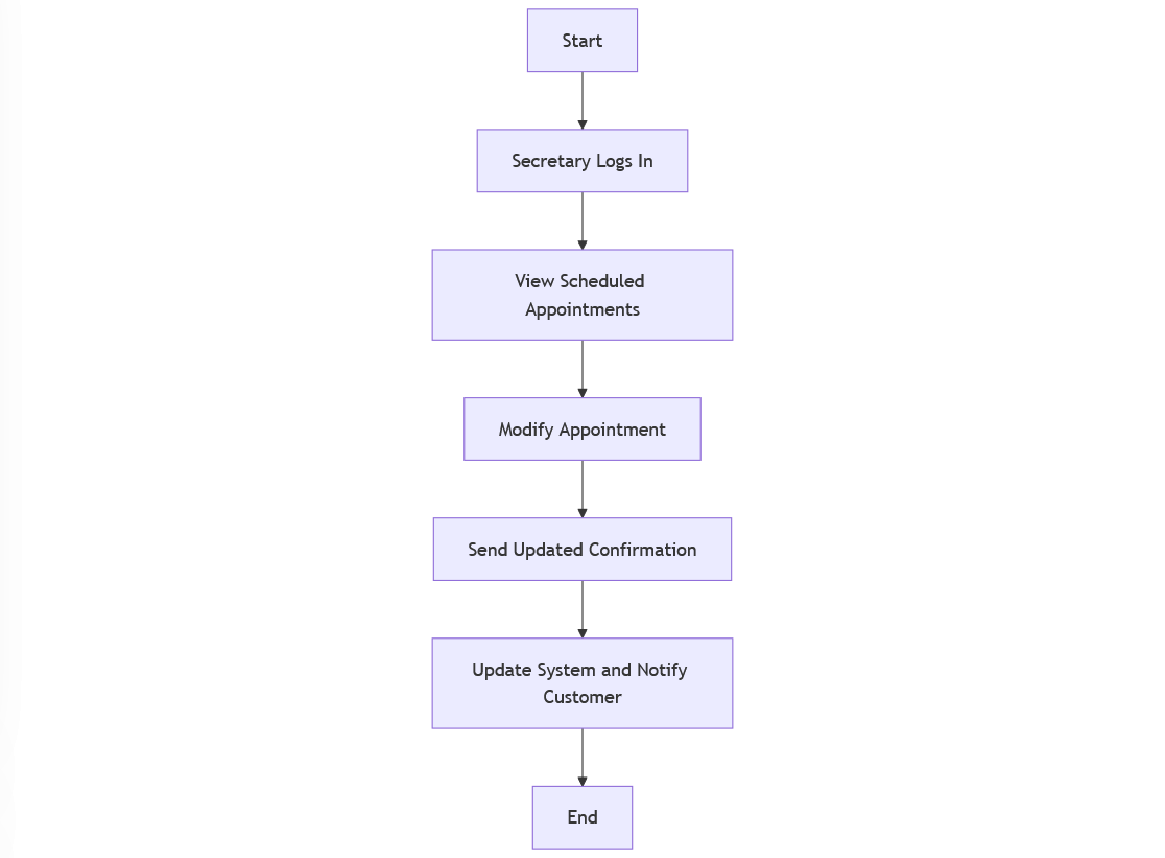 Start
Secretary Logs In
View Scheduled
Appointments
Modify Appointment
Send Updated Confirmation
Update System and Notify
Customer
End